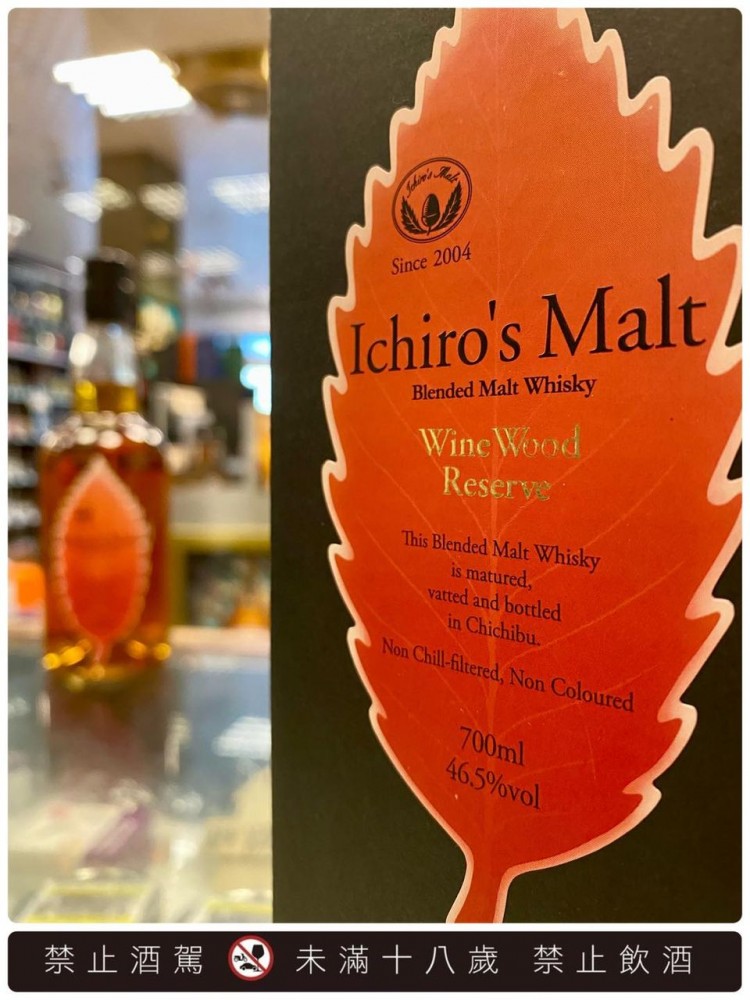 Ichiro's Malt
Since 2004
Ichiro's Malt
Blended Malt Whisky
Wine Wood
Reserve
This Blended Malt Whisky
is matured,
vatted and bottled
in Chichibu.
Non Chill-filtered, Non Coloured
700ml
46.5%vol
禁止酒駕 未滿十八歲 禁止飲酒